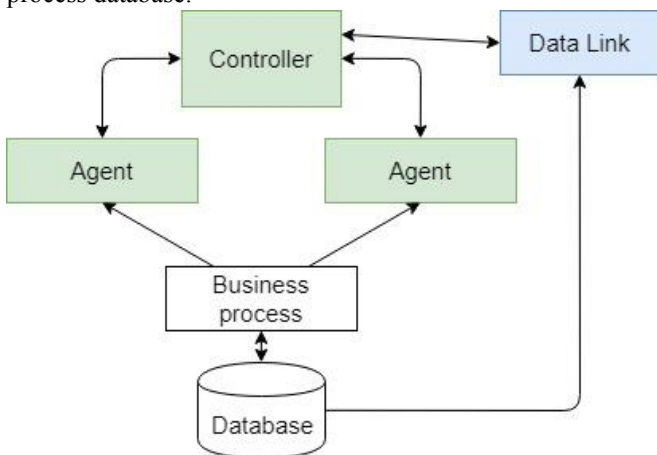 process database.
Controller
Data Link
Agent
Agent
Business
process
Database